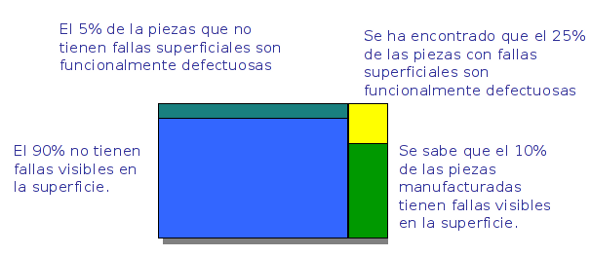 El 5% de la piezas que no
tienen fallas superficiales son
funcionalmente defectuosas
Se ha encontrado que el 25%
de las piezas con fallas
superficiales son
funcionalmente defectuosas
El 90% no tienen
fallas visibles en
la superficie.
Se sabe que el 10%
de las piezas
manufacturadas
tienen fallas visibles
en la superficie.